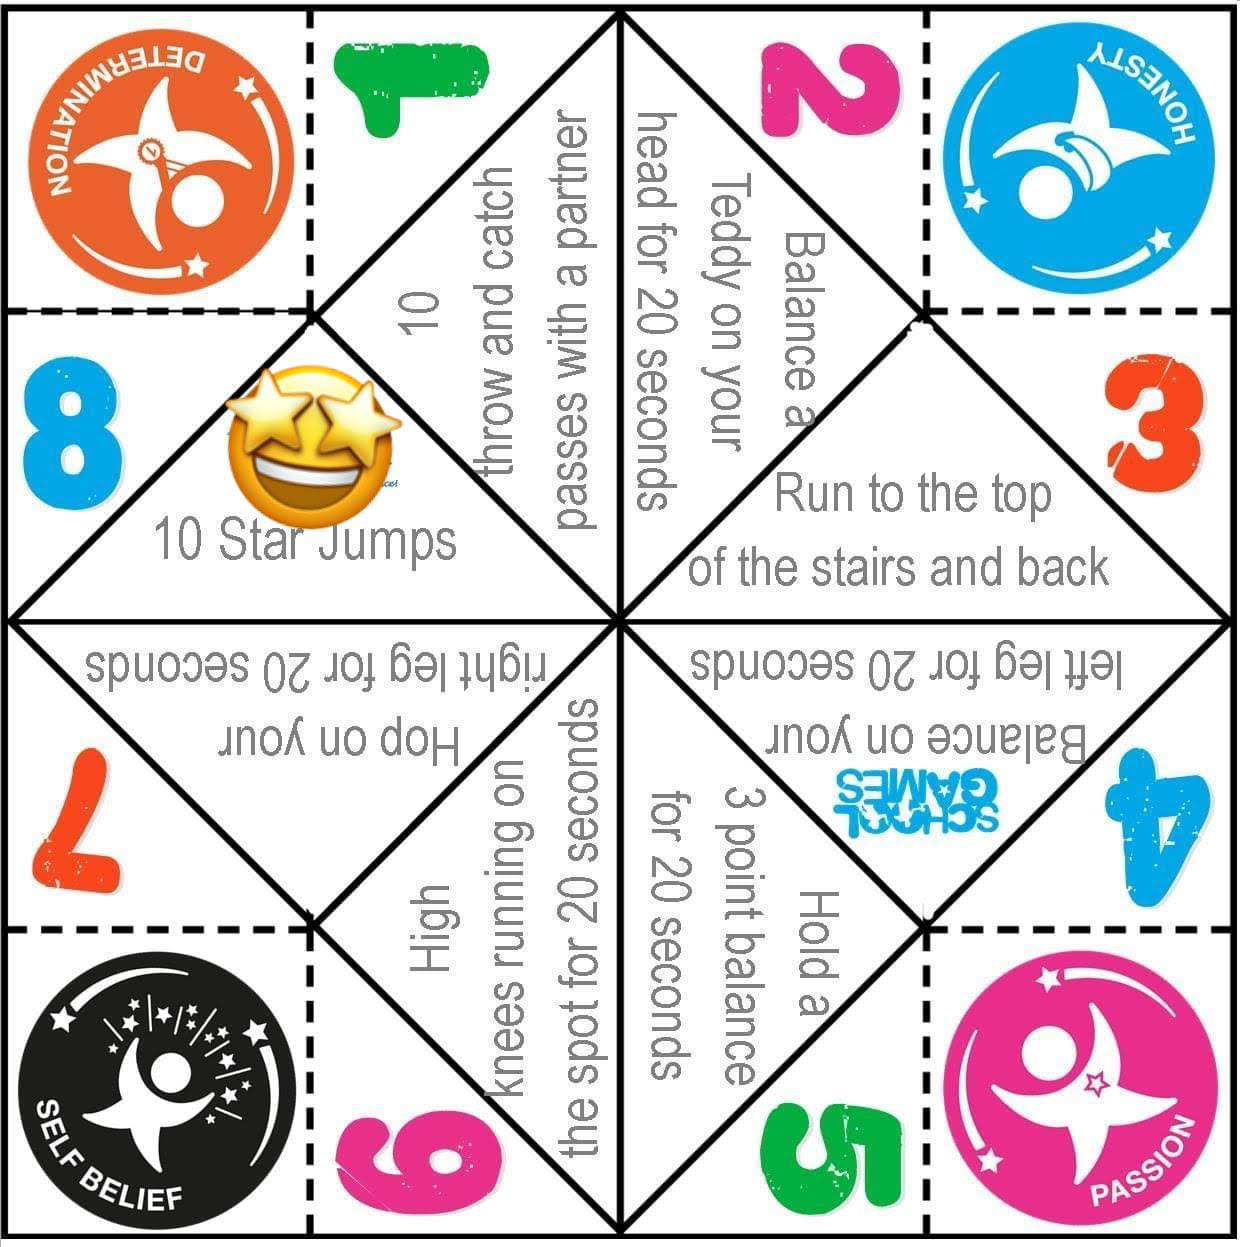 DETERMINATION
1
10
throw and catch
passes with a partner
2
Balance a
Teddy on your
head for 20 seconds
HONESTY
3
Run to the top
of the stairs and back
4
Balance on your
left leg for 20 seconds
SCHOOL
GAMES
PASSION
5
Hold a
3 point balance
for 20 seconds
6
High
knees running on
the spot for 20 seconds
SELF BELIEF
7
Hop on your
right leg for 20 seconds
8
10 Star Jumps